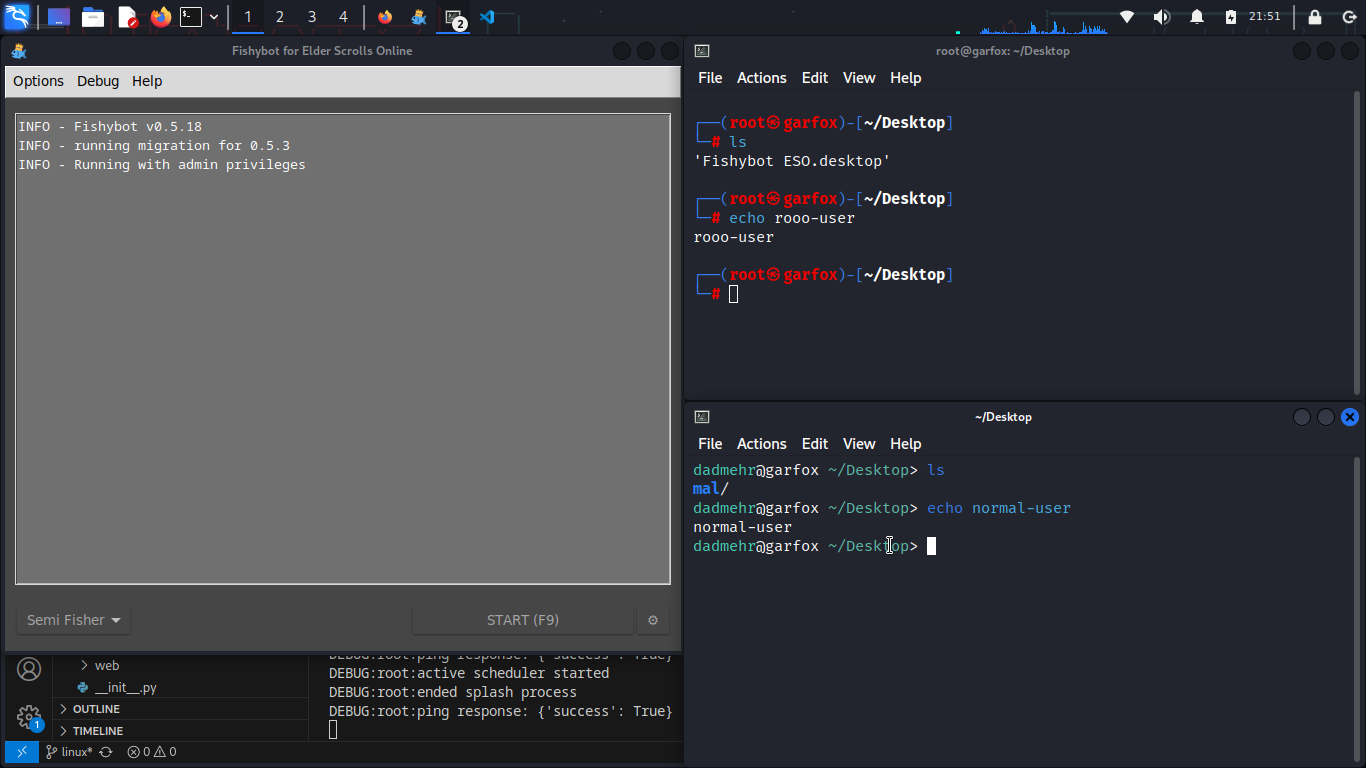 1 2 3 4
2
21:51
Fishybot for Elder Scrolls Online
Options Debug Help
INFO - Fishybot v0.5.18
INFO - running migration for 0.5.3
INFO - Running with admin privileges
Semi Fisher
START (F9)
web
__init__.py
OUTLINE
TIMELINE
1
linux*
0 0
DEBUG:root:ping response: {'success': True}
DEBUG:root:active scheduler started
DEBUG:root:ended splash process
DEBUG:root:ping response: {'success': True}
root@garfox: ~/Desktop
File Actions Edit View Help
┌──(root㉿garfox)-[~/Desktop]
└─# ls
'Fishybot ESO.desktop'
┌──(root㉿garfox)-[~/Desktop]
└─# echo rooo-user
rooo-user
┌──(root㉿garfox)-[~/Desktop]
└─#
~/Desktop
File Actions Edit View Help
dadmehr@garfox ~/Desktop> ls
mal/
dadmehr@garfox ~/Desktop> echo normal-user
normal-user
dadmehr@garfox ~/Desktop>